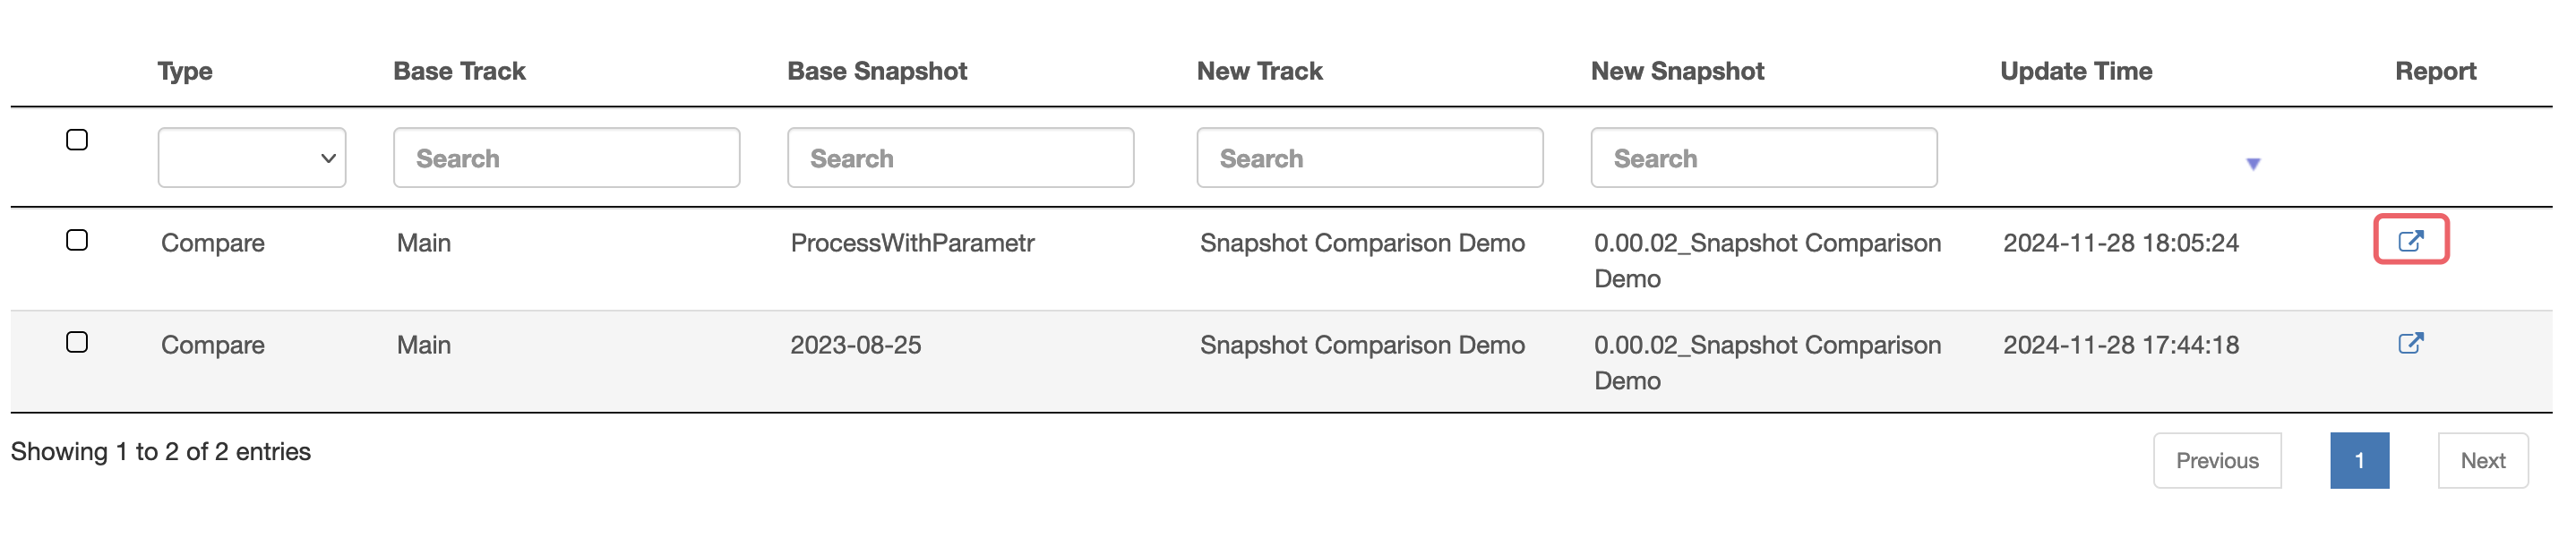 Type Base Track Base Snapshot New Track New Snapshot Update Time Report
Search Search Search Search
Compare Main ProcessWithParametr Snapshot Comparison Demo 0.00.02_Snapshot Comparison 2024-11-28 18:05:24
Demo
Compare Main 2023-08-25 Snapshot Comparison Demo 0.00.02_Snapshot Comparison 2024-11-28 17:44:18
Demo
Showing 1 to 2 of 2 entries Previous 1 Next